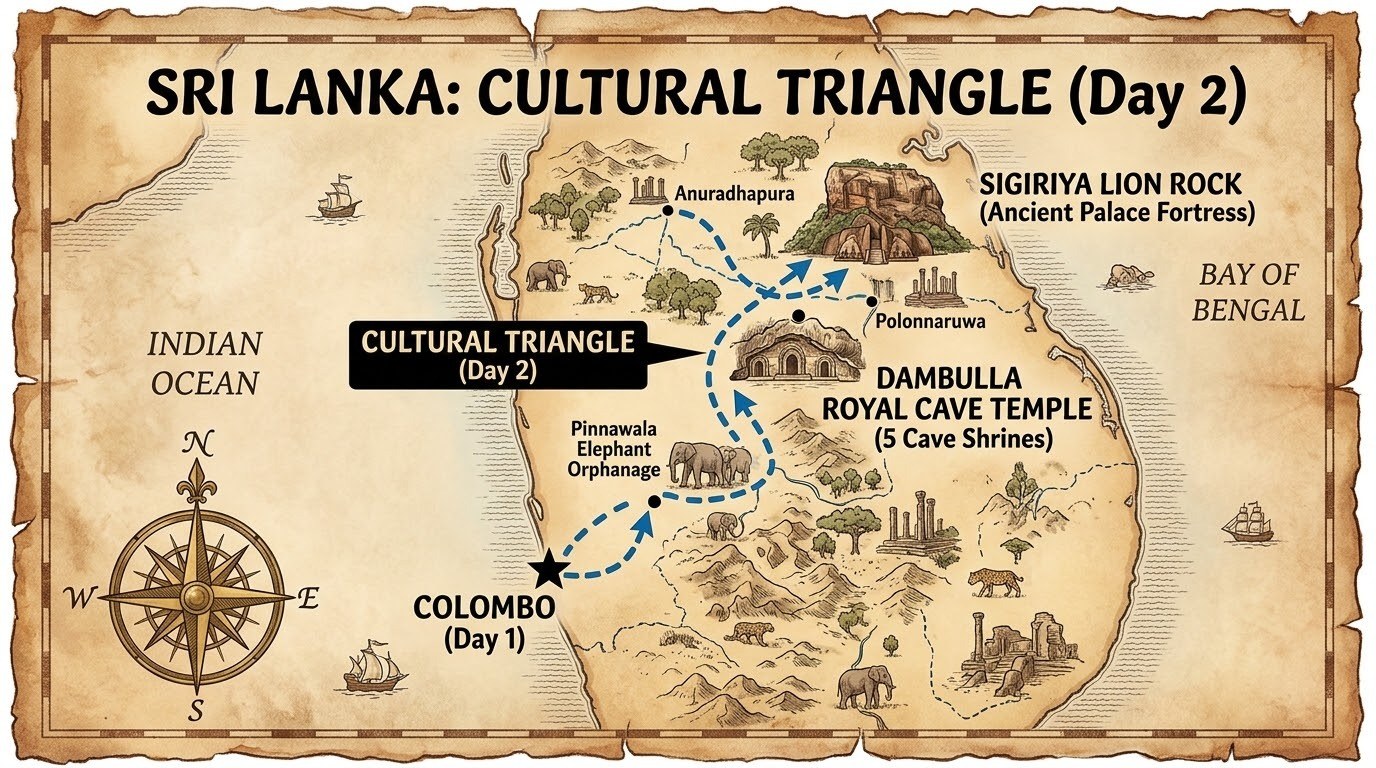 SRI LANKA: CULTURAL TRIANGLE (Day 2)
Anuradhapura
SIGIRIYA LION ROCK
(Ancient Palace Fortress)
BAY OF
BENGAL
Polonnaruwa
INDIAN
OCEAN
CULTURAL TRIANGLE
(Day 2)
DAMBULLA
ROYAL CAVE TEMPLE
(5 Cave Shrines)
Pinnawala
Elephant
Orphanage
N
W
E
S
COLOMBO
(Day 1)